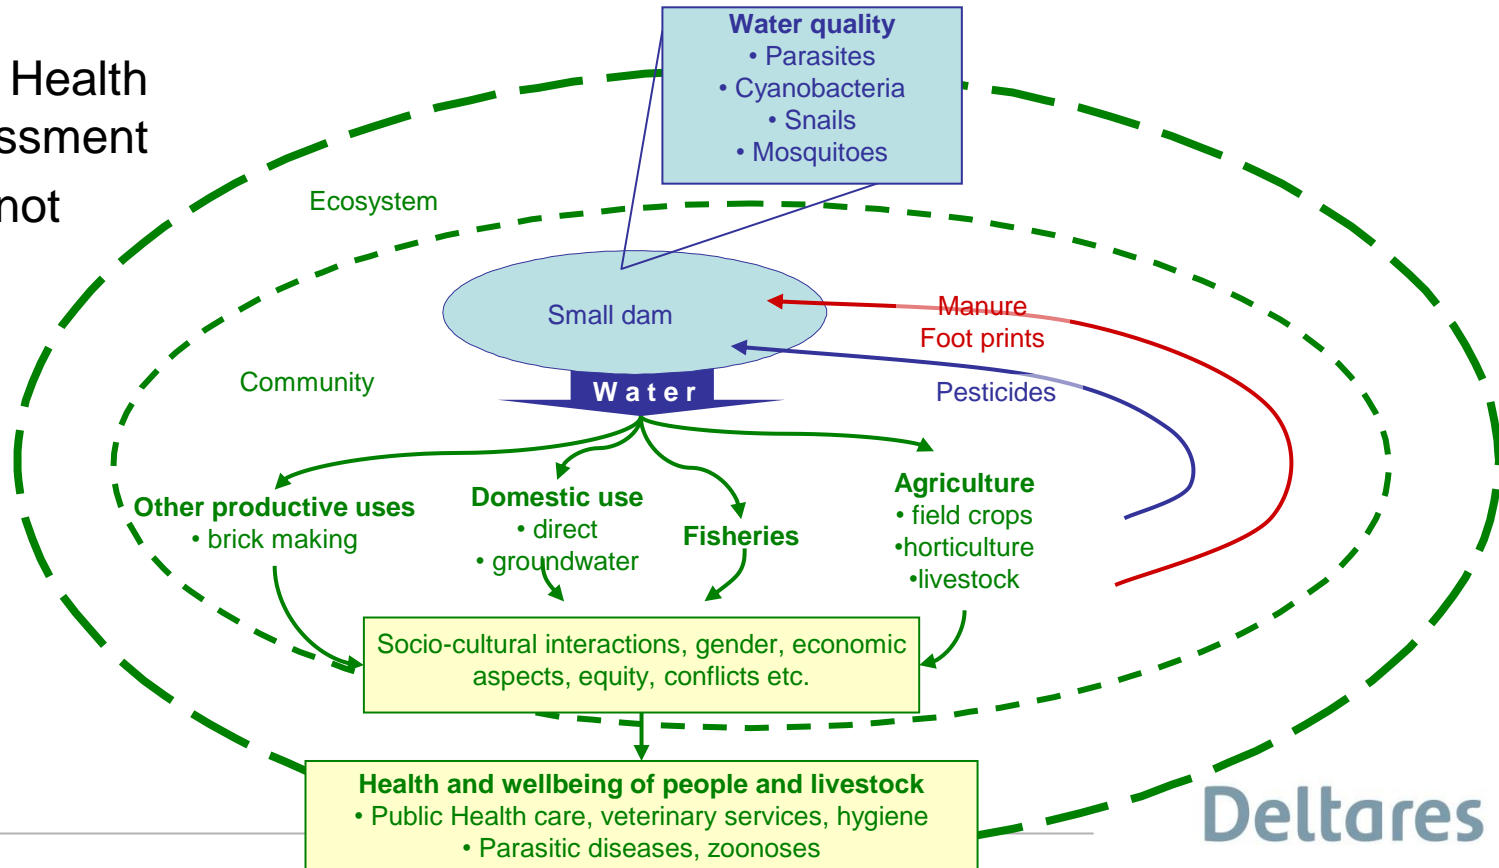 Health
ssment
not
Water quality
• Parasites
• Cyanobacteria
• Snails
• Mosquitoes
Ecosystem
Small dam
Manure
Foot prints
Community
Water
Pesticides
Other productive uses
• brick making
Domestic use
• direct
• groundwater
Fisheries
Agriculture
• field crops
•horticulture
•livestock
Socio-cultural interactions, gender, economic
aspects, equity, conflicts etc.
Health and wellbeing of people and livestock
• Public Health care, veterinary services, hygiene
• Parasitic diseases, zoonoses
Deltares